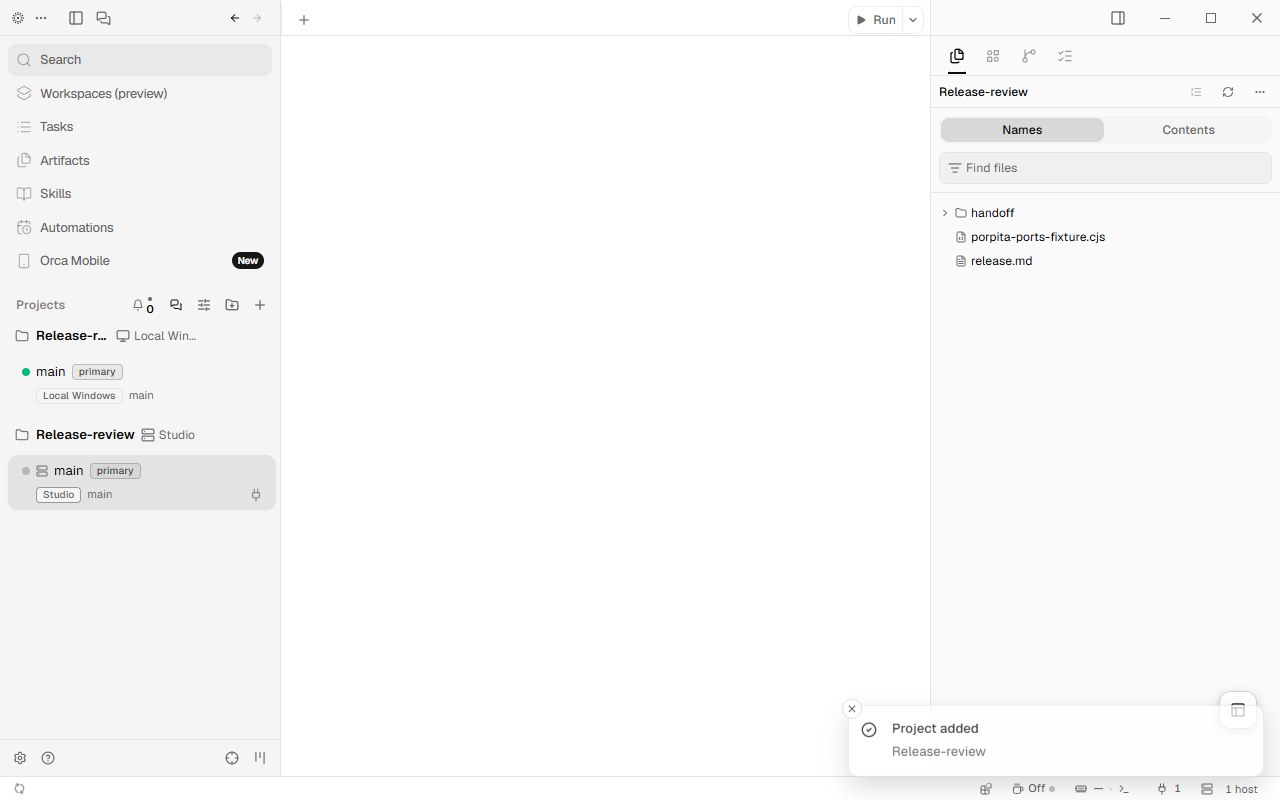 Run
Search
Workspaces (preview)
Tasks
Artifacts
Skills
Automations
Orca Mobile
New
Projects
0
Release-r...
Local Win...
main
primary
Local Windows
main
Release-review
Studio
main
primary
Studio
main
Release-review
Names
Contents
Find files
handoff
porpita-ports-fixture.cjs
release.md
Project added
Release-review
Off
1
1 host